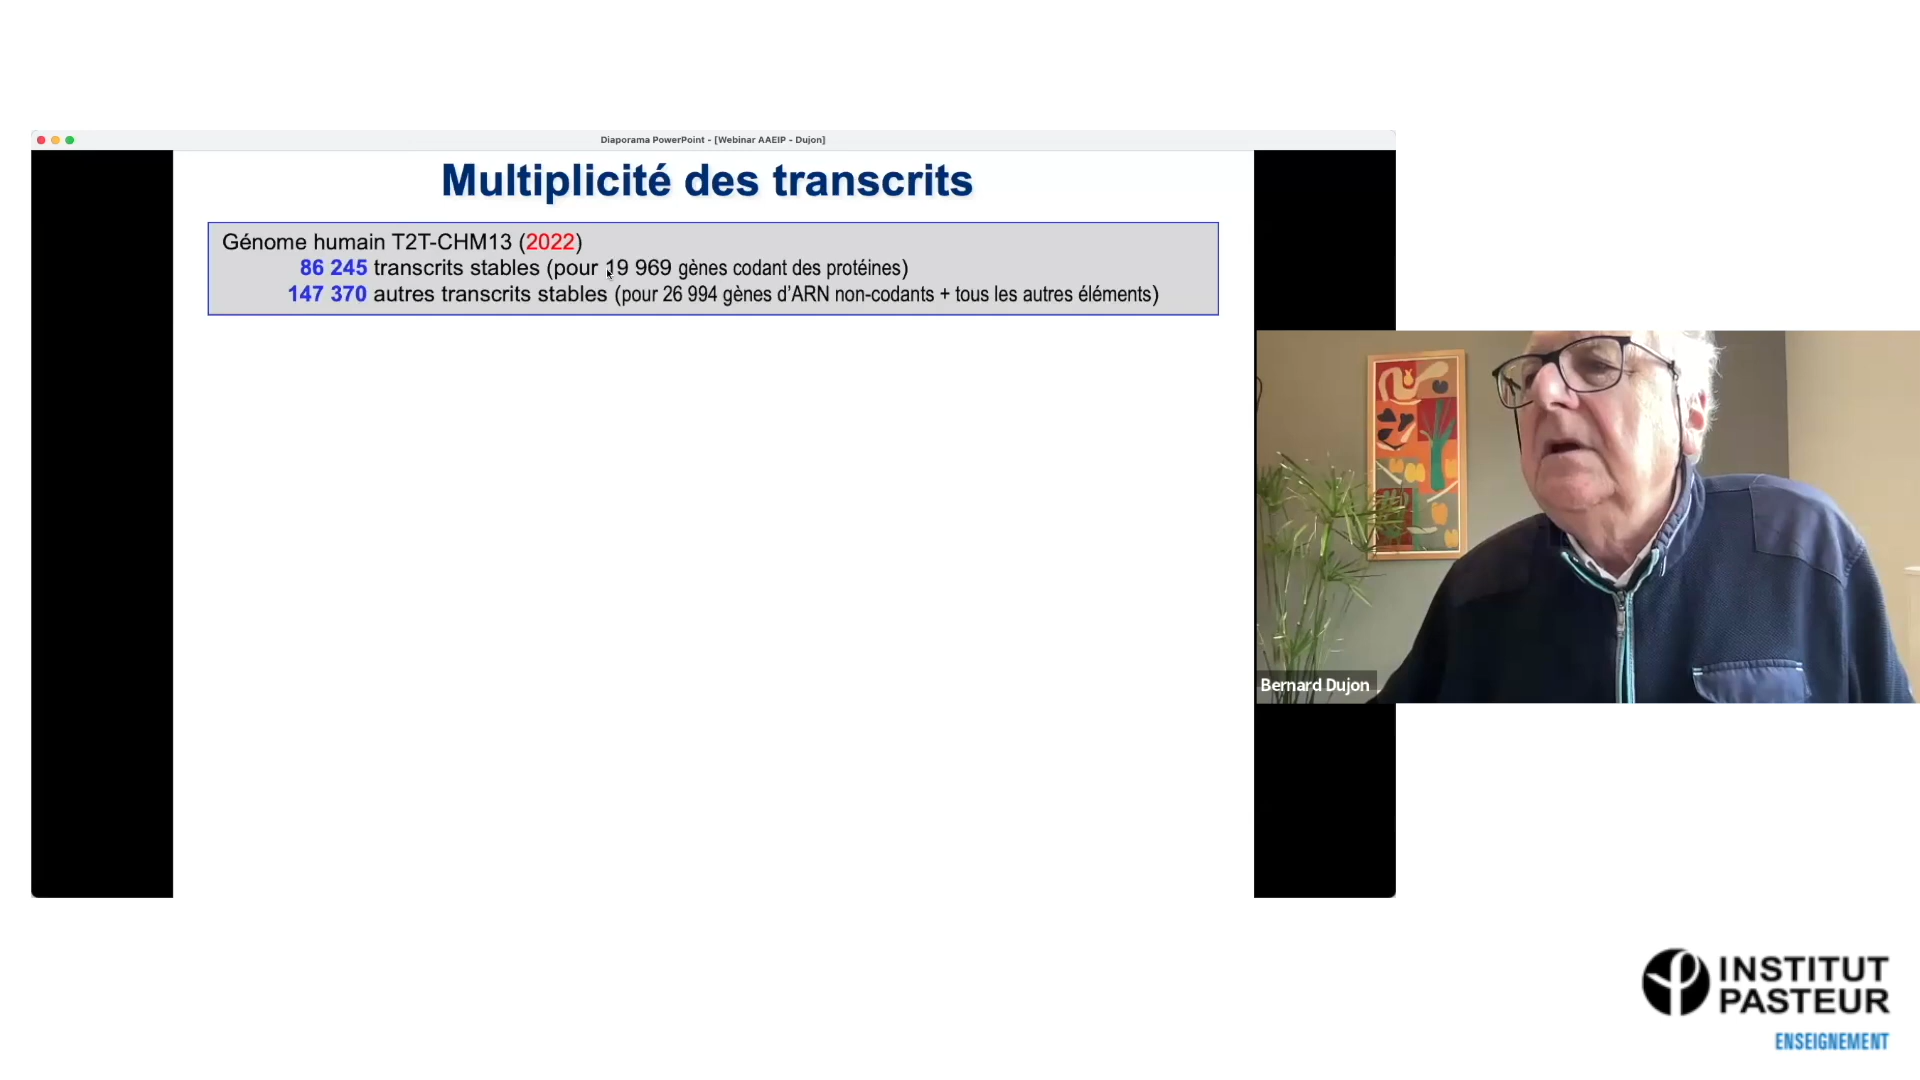 Diaporama PowerPoint - [Webinar AAEIP - Dujon]
Multiplicité des transcrits
Génome humain T2T-CHM13 (2022)
86 245 transcrits stables (pour 19 969 gènes codant des protéines)
147 370 autres transcrits stables (pour 26 994 gènes d’ARN non-codants + tous les autres éléments)
Bernard Dujon
INSTITUT
PASTEUR
ENSEIGNEMENT